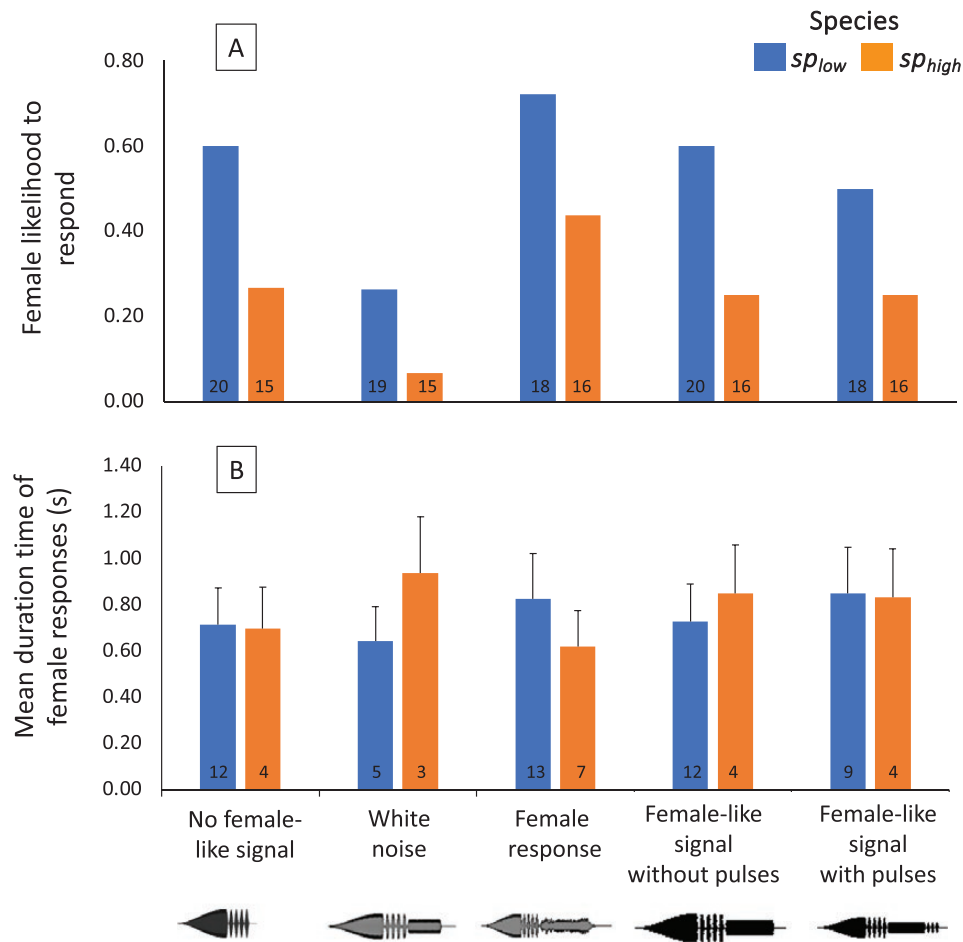 Species
sp_low sp_high
A
Female likelihood to
respond
0.80
0.60
0.40
0.20
0.00
20 15 19 15 18 16 20 16 18 16
B
Mean duration time of
female responses (s)
1.40
1.20
1.00
0.80
0.60
0.40
0.20
0.00
12 4 5 3 13 7 12 4 9 4
No female-
like signal
White
noise
Female
response
Female-like
signal
without pulses
Female-like
signal
with pulses